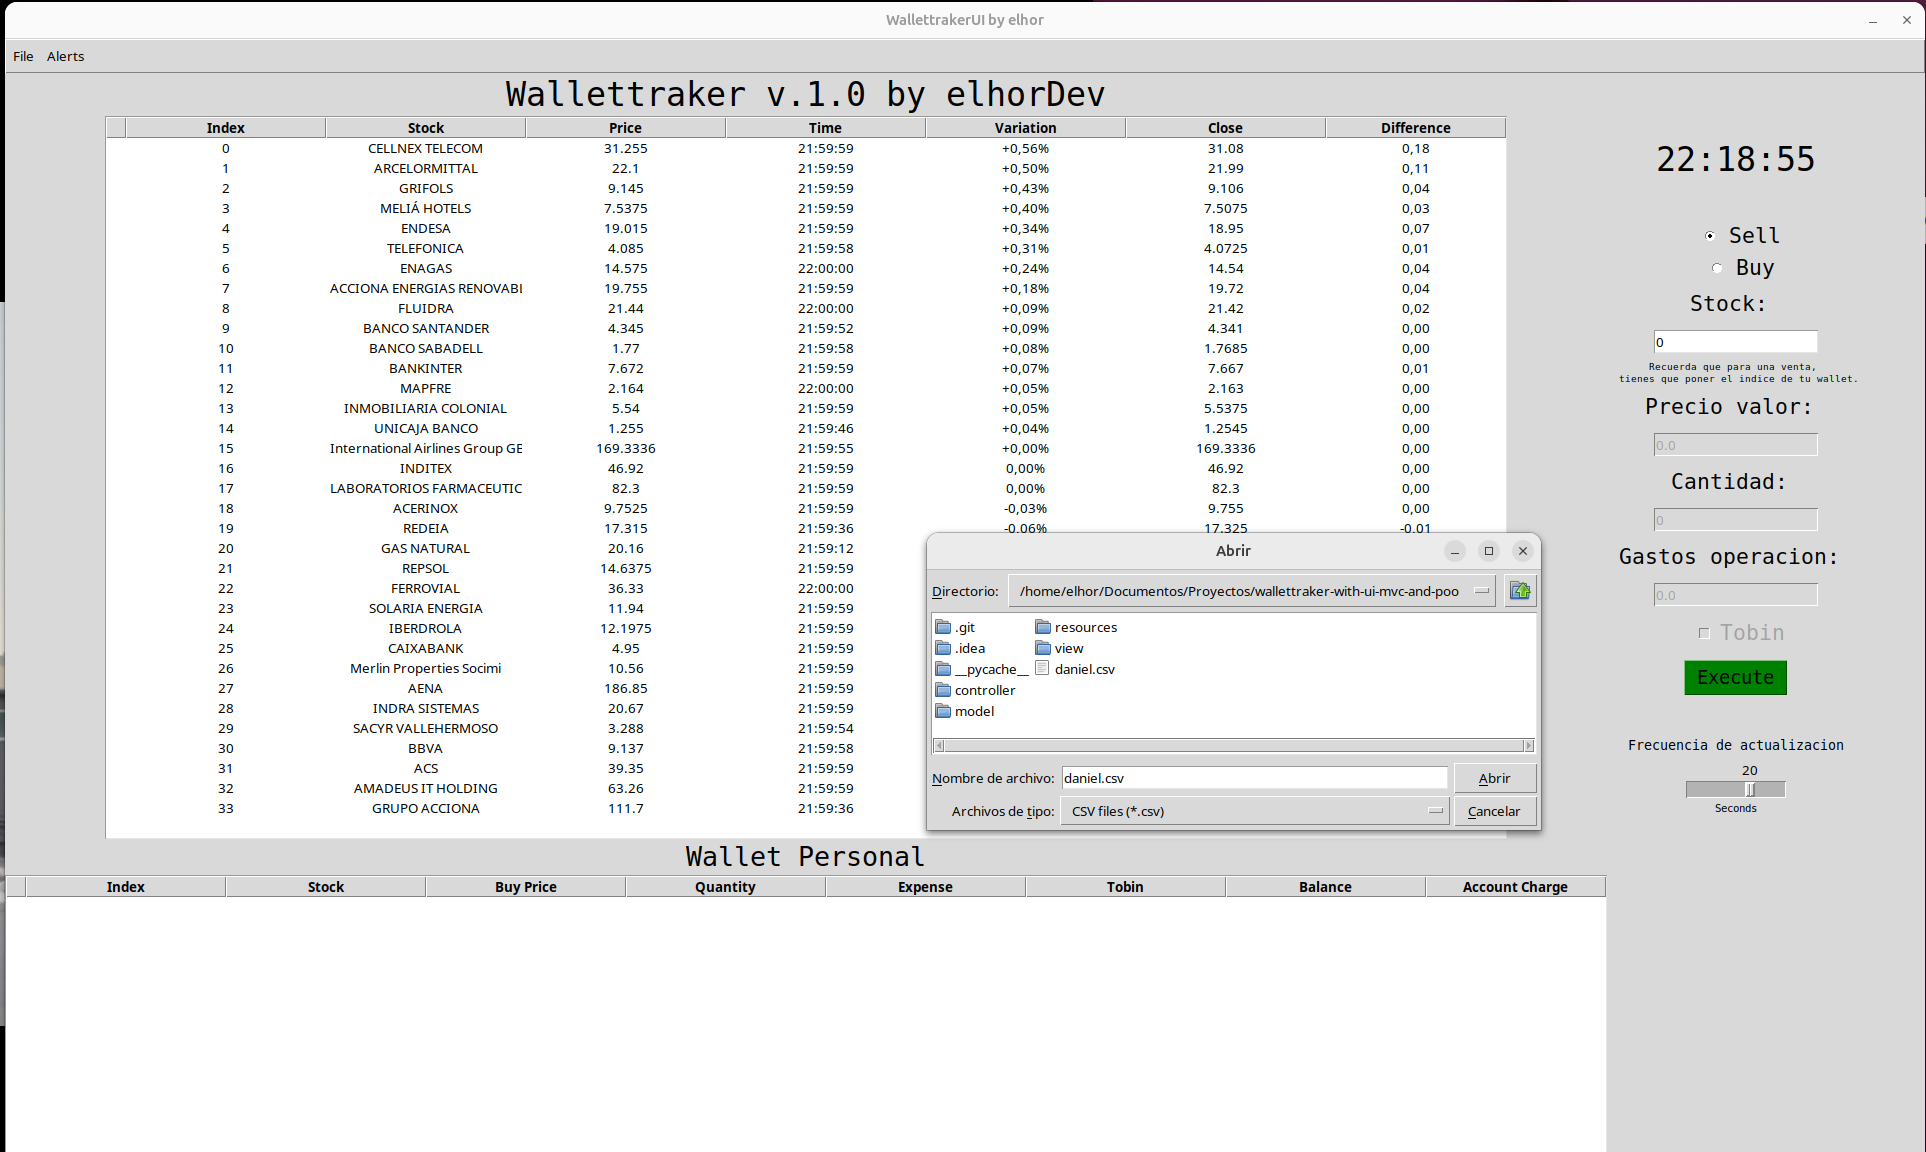 WallettrakerUI by elhor
File Alerts
Wallettraker v.1.0 by elhorDev
Index Stock Price Time Variation Close Difference
0 CELLNEX TELECOM 31.255 21:59:59 +0,56% 31.08 0,18
1 ARCELORMITTAL 22.1 21:59:59 +0,50% 21.99 0,11
2 GRIFOLS 9.145 21:59:59 +0,43% 9.106 0,04
3 MELIÁ HOTELS 7.5375 21:59:59 +0,40% 7.5075 0,03
4 ENDESA 19.015 21:59:59 +0,34% 18.95 0,07
5 TELEFONICA 4.085 21:59:58 +0,31% 4.0725 0,01
6 ENAGAS 14.575 22:00:00 +0,24% 14.54 0,04
7 ACCIONA ENERGIAS RENOVABI 19.755 21:59:59 +0,18% 19.72 0,04
8 FLUIDRA 21.44 22:00:00 +0,09% 21.42 0,02
9 BANCO SANTANDER 4.345 21:59:52 +0,09% 4.341 0,00
10 BANCO SABADELL 1.77 21:59:58 +0,08% 1.7685 0,00
11 BANKINTER 7.672 21:59:59 +0,07% 7.667 0,01
12 MAPFRE 2.164 22:00:00 +0,05% 2.163 0,00
13 INMOBILIARIA COLONIAL 5.54 21:59:59 +0,05% 5.5375 0,00
14 UNICAJA BANCO 1.255 21:59:46 +0,04% 1.2545 0,00
15 International Airlines Group GE 169.3336 21:59:55 +0,00% 169.3336 0,00
16 INDITEX 46.92 21:59:59 0,00% 46.92 0,00
17 LABORATORIOS FARMACEUTIC 82.3 21:59:59 0,00% 82.3 0,00
18 ACERINOX 9.7525 21:59:59 -0,03% 9.755 0,00
19 REDEIA 17.315 21:59:36 -0,06% 17.325 -0,01
20 GAS NATURAL 20.16 21:59:12
21 REPSOL 14.6375 21:59:59
22 FERROVIAL 36.33 22:00:00
23 SOLARIA ENERGIA 11.94 21:59:59
24 IBERDROLA 12.1975 21:59:59
25 CAIXABANK 4.95 21:59:59
26 Merlin Properties Socimi 10.56 21:59:59
27 AENA 186.85 21:59:59
28 INDRA SISTEMAS 20.67 21:59:59
29 SACYR VALLEHERMOSO 3.288 21:59:54
30 BBVA 9.137 21:59:58
31 ACS 39.35 21:59:59
32 AMADEUS IT HOLDING 63.26 21:59:59
33 GRUPO ACCIONA 111.7 21:59:36
Abrir
Directorio: /home/elhor/Documentos/Proyectos/wallettraker-with-ui-mvc-and-poo
.git resources
.idea view
__pycache__ daniel.csv
controller
model
Nombre de archivo: daniel.csv Abrir
Archivos de tipo: CSV files (*.csv) Cancelar
22:18:55
Sell
Buy
Stock:
0
Recuerda que para una venta,
tienes que poner el indice de tu wallet.
Precio valor:
0.0
Cantidad:
0
Gastos operacion:
0.0
Tobin
Execute
Frecuencia de actualizacion
20
Seconds
Wallet Personal
Index Stock Buy Price Quantity Expense Tobin Balance Account Charge